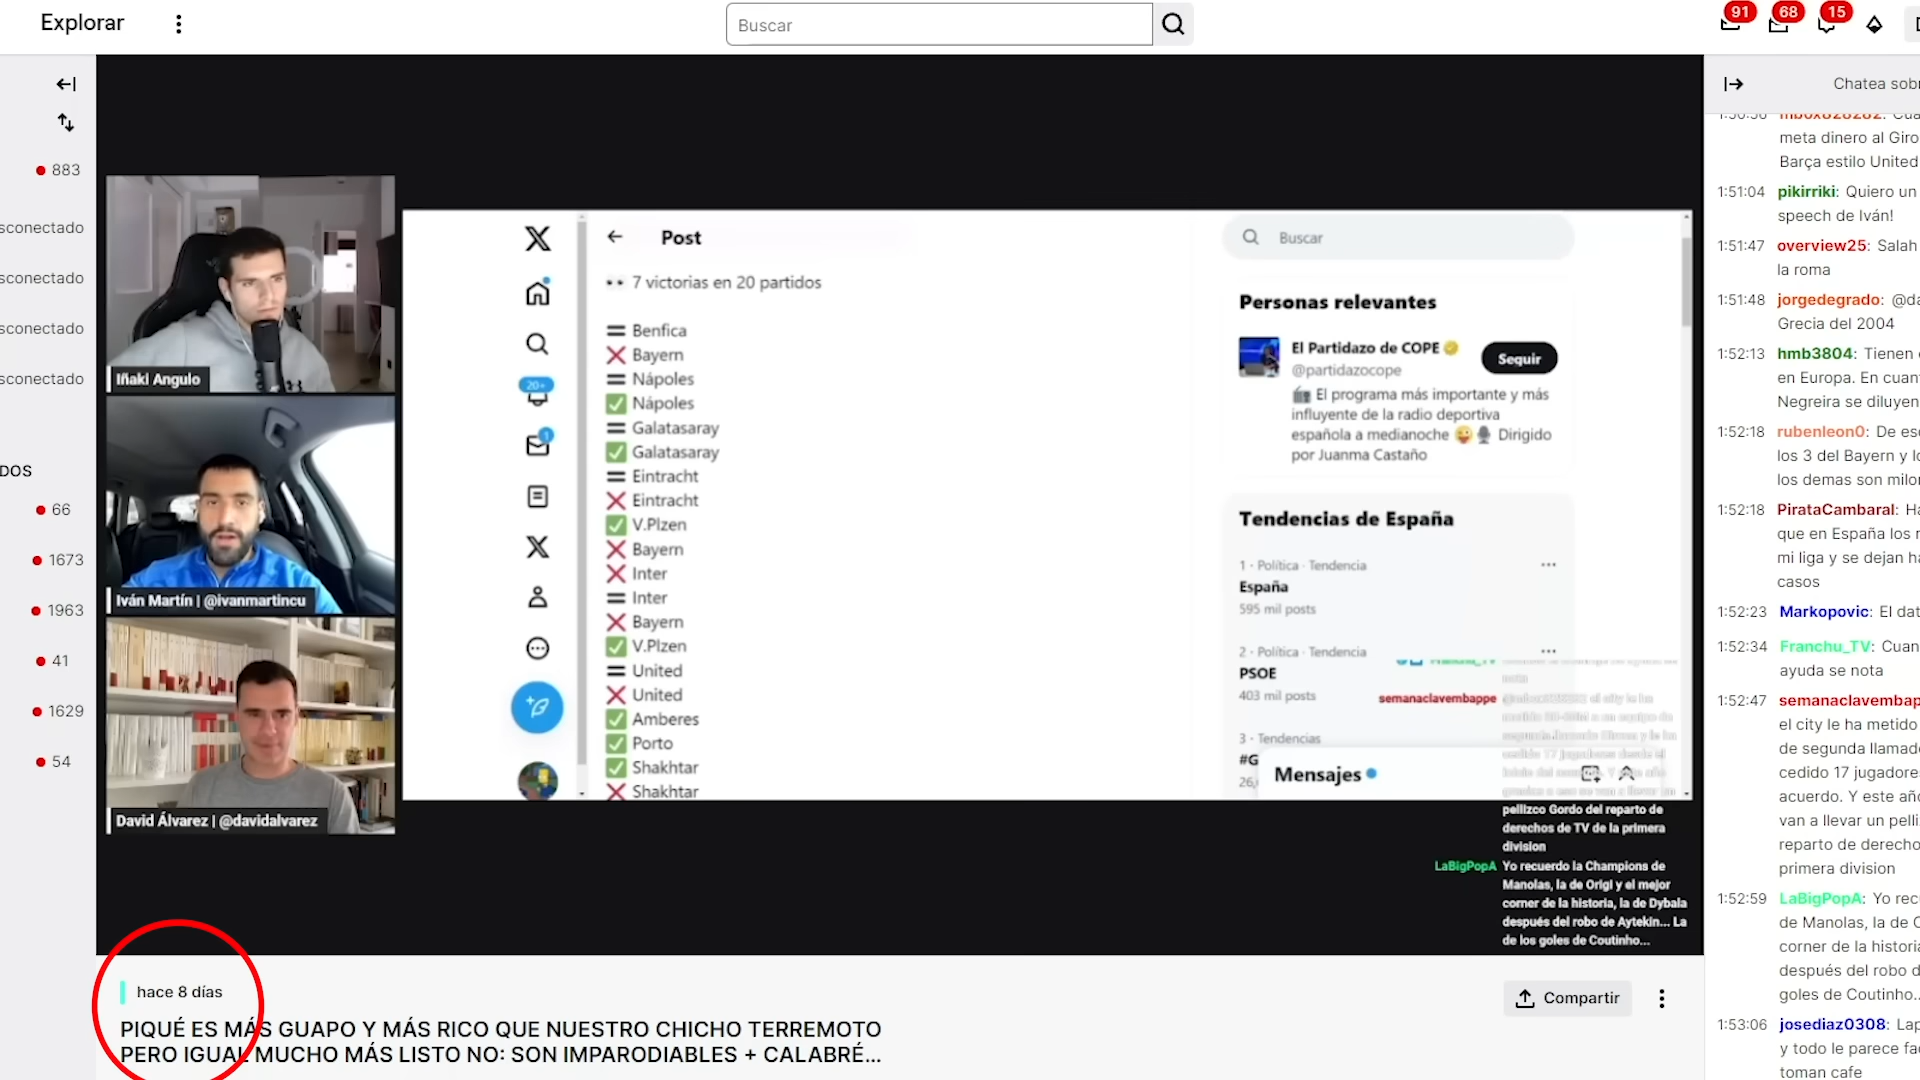 Explorar
Buscar
91
68
15
883
sconectado
sconectado
sconectado
sconectado
DOS
66
1673
1963
41
1629
54
Iñaki Angulo
Iván Martín | @ivanmartincu
David Álvarez | @davidalvarez
Post
7 victorias en 20 partidos
Benfica
Bayern
Nápoles
Nápoles
Galatasaray
Galatasaray
Eintracht
Eintracht
V.Plzen
Bayern
Inter
Inter
Bayern
V.Plzen
United
United
Amberes
Porto
Shakhtar
Shakhtar
20+
1
Buscar
Personas relevantes
El Partidazo de COPE
@partidazocope
Seguir
El programa más importante y más
influyente de la radio deportiva
española a medianoche Dirigido
por Juanma Castaño
Tendencias de España
1 · Política · Tendencia
España
595 mil posts
2 · Política · Tendencia
PSOE
403 mil posts
3 · Tendencias
#G
26,
Mensajes
semanaclavembappe
pellizco Gordo del reparto de
derechos de TV de la primera
division
LaBigPopA Yo recuerdo la Champions de
Manolas, la de Origi y el mejor
corner de la historia, la de Dybala
después del robo de Aytekin... La
de los goles de Coutinho...
hace 8 días
PIQUÉ ES MÁS GUAPO Y MÁS RICO QUE NUESTRO CHICHO TERREMOTO
PERO IGUAL MUCHO MÁS LISTO NO: SON IMPARODIABLES + CALABRÉ...
Compartir
Chatea sobr
meta dinero al Giro
Barça estilo United
1:51:04 pikirriki: Quiero un
speech de Iván!
1:51:47 overview25: Salah
la roma
1:51:48 jorgedegrado: @da
Grecia del 2004
1:52:13 hmb3804: Tienen
en Europa. En cuan
Negreira se diluyen
1:52:18 rubenleon0: De es
los 3 del Bayern y l
los demas son milo
1:52:18 PirataCambaral: Ha
que en España los
mi liga y se dejan ha
casos
1:52:23 Markopovic: El dat
1:52:34 Franchu_TV: Cuan
ayuda se nota
1:52:47 semanaclavembap
el city le ha metido
de segunda llamad
cedido 17 jugadore
acuerdo. Y este año
van a llevar un pelli
reparto de derecho
primera division
1:52:59 LaBigPopA: Yo rec
de Manolas, la de O
corner de la historia
después del robo d
goles de Coutinho..
1:53:06 josediaz0308: Lap
y todo le parece fa
toman cafe